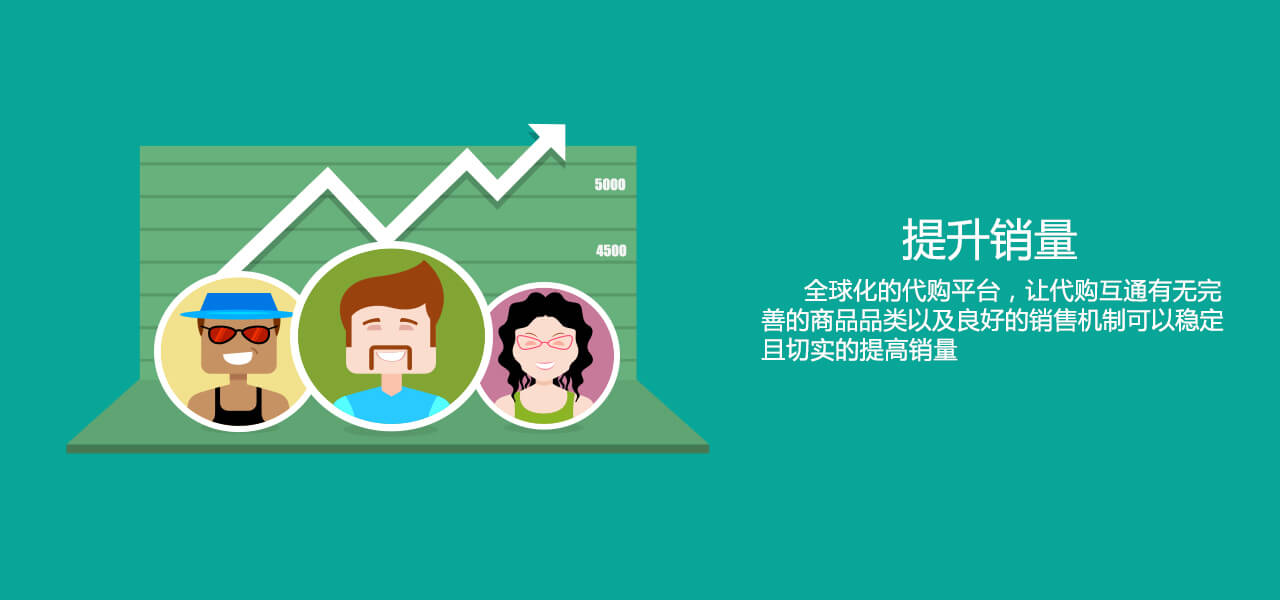 5000
4500
提升销量
全球化的代购平台，让代购互通有无完
善的商品品类以及良好的销售机制可以稳定
且切实的提高销量